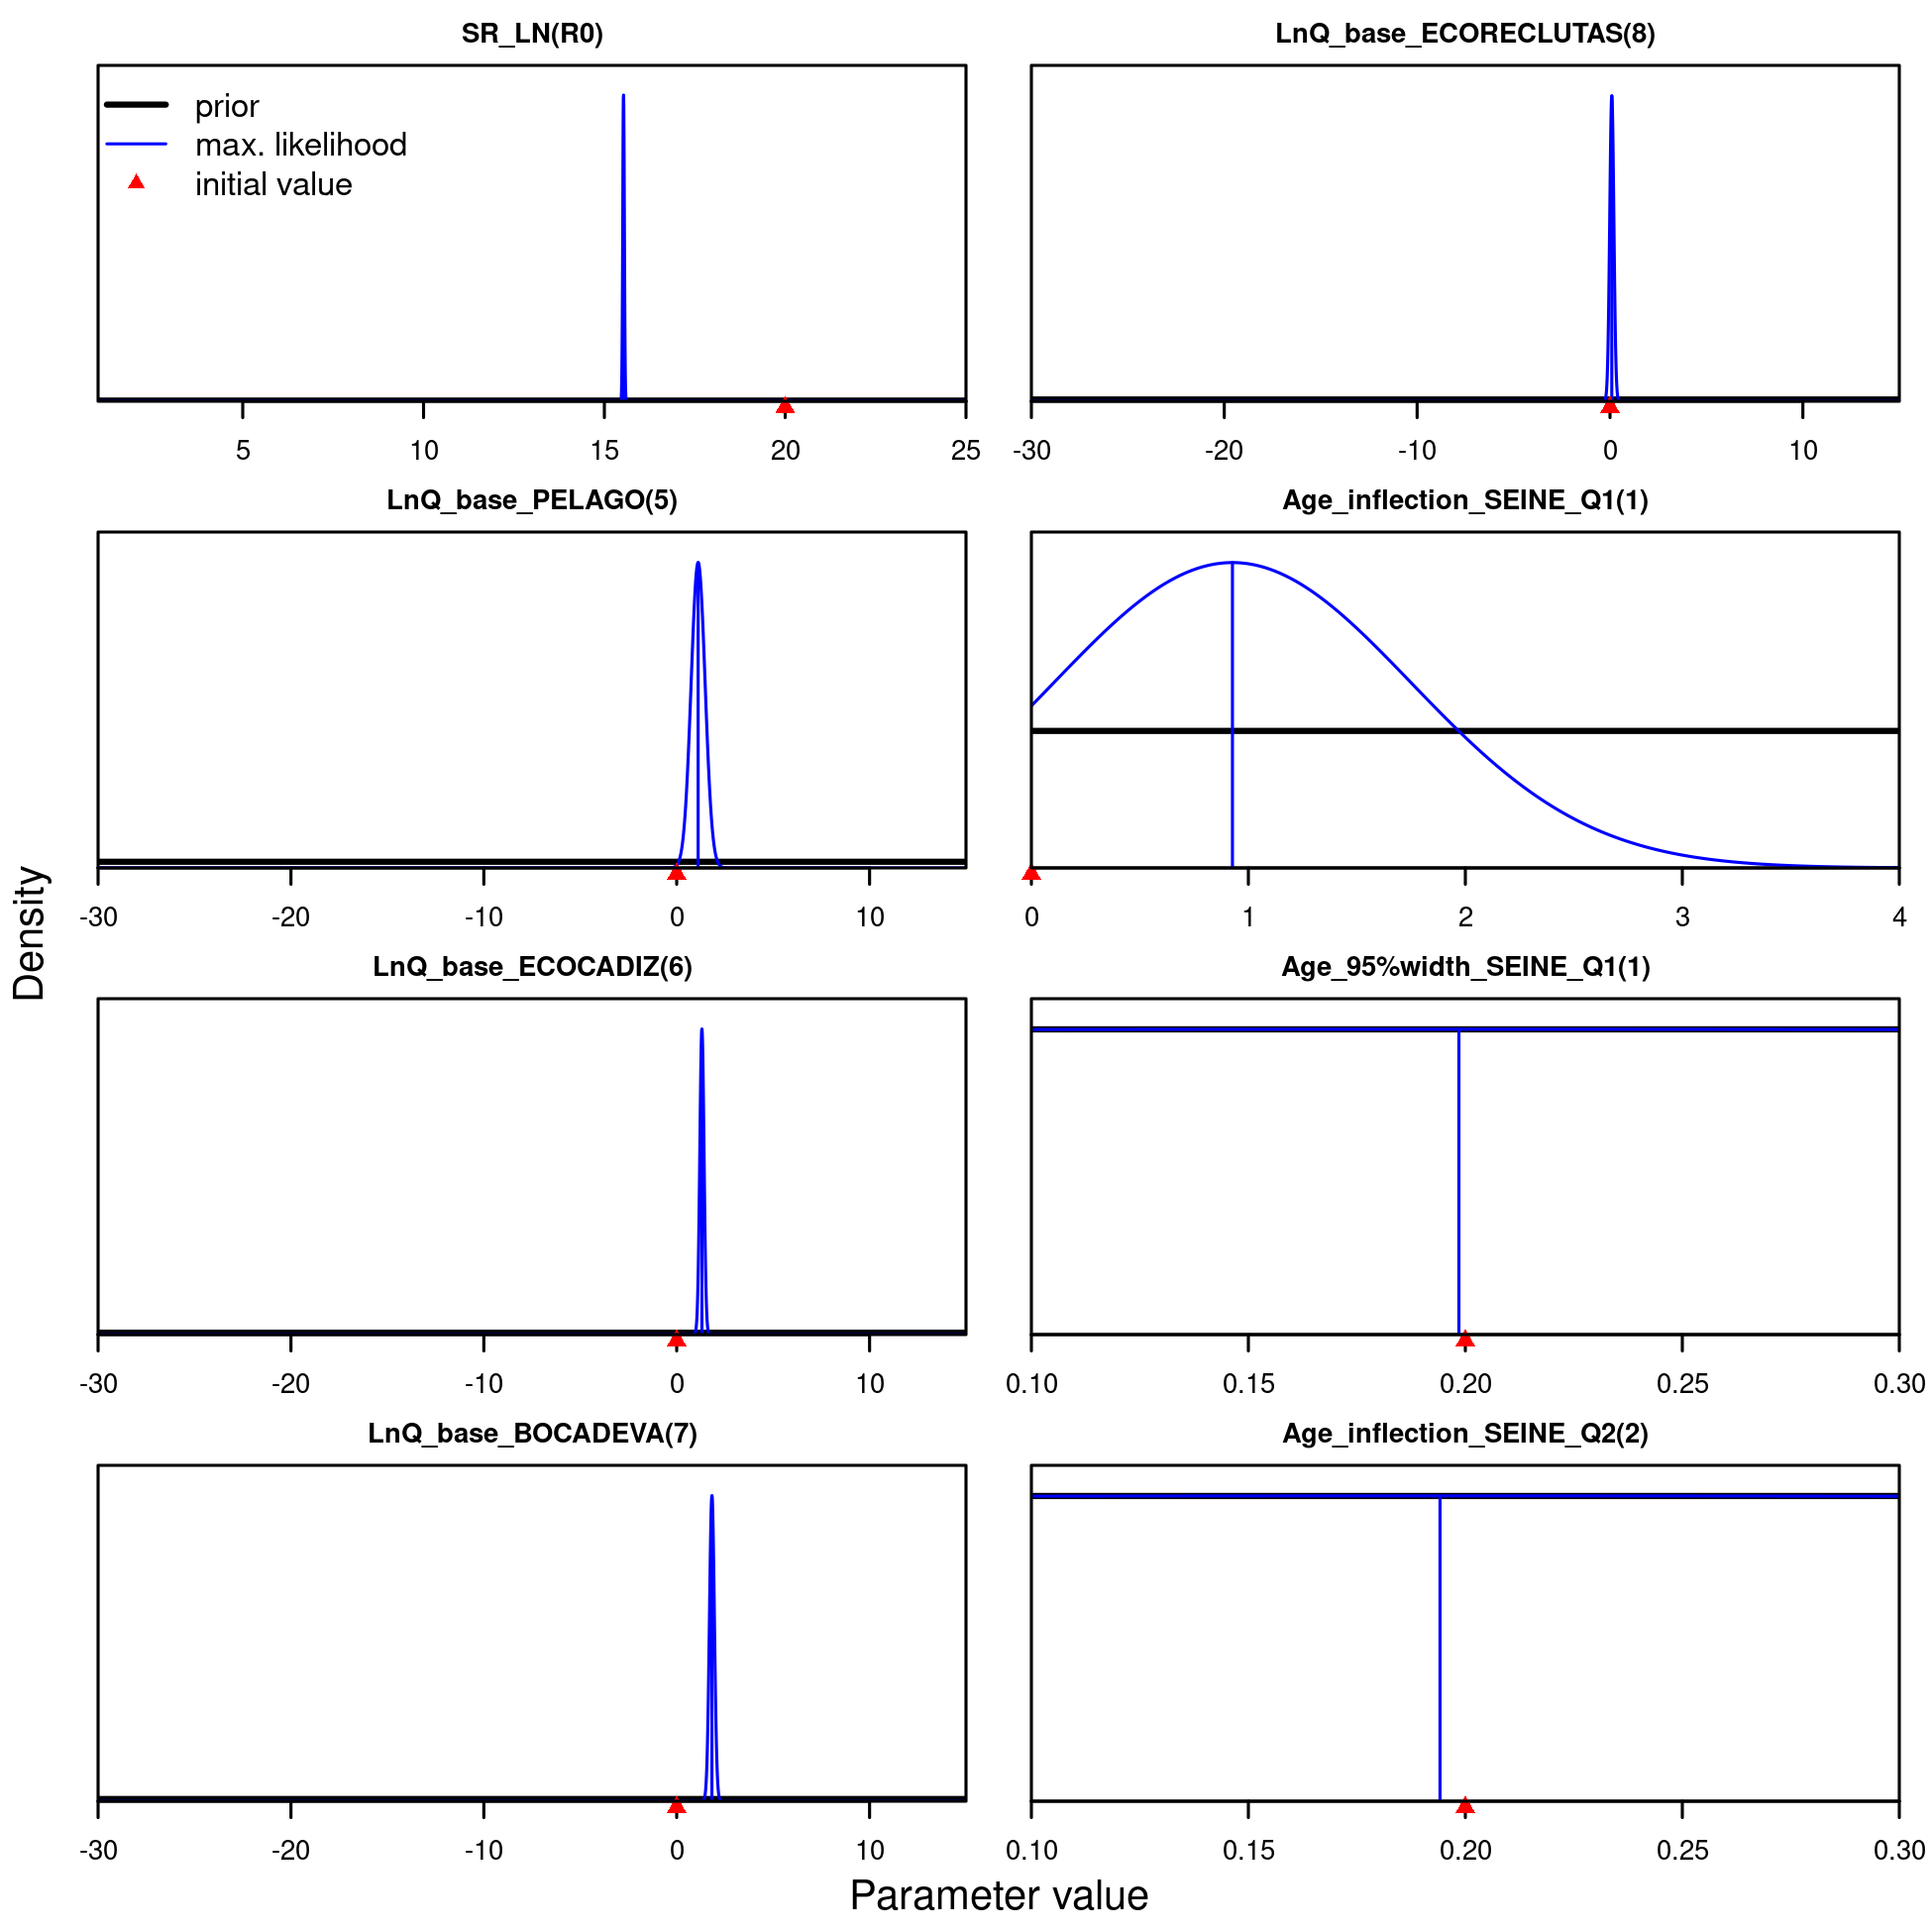 SR_LN(R0)
prior
max. likelihood
initial value
5 10 15 20 25
LnQ_base_ECORECLUTAS(8)
-30 -20 -10 0 10
LnQ_base_PELAGO(5)
-30 -20 -10 0 10
Age_inflection_SEINE_Q1(1)
0 1 2 3 4
LnQ_base_ECOCADIZ(6)
-30 -20 -10 0 10
Age_95%width_SEINE_Q1(1)
0.10 0.15 0.20 0.25 0.30
LnQ_base_BOCADEVA(7)
-30 -20 -10 0 10
Age_inflection_SEINE_Q2(2)
0.10 0.15 0.20 0.25 0.30
Density
Parameter value